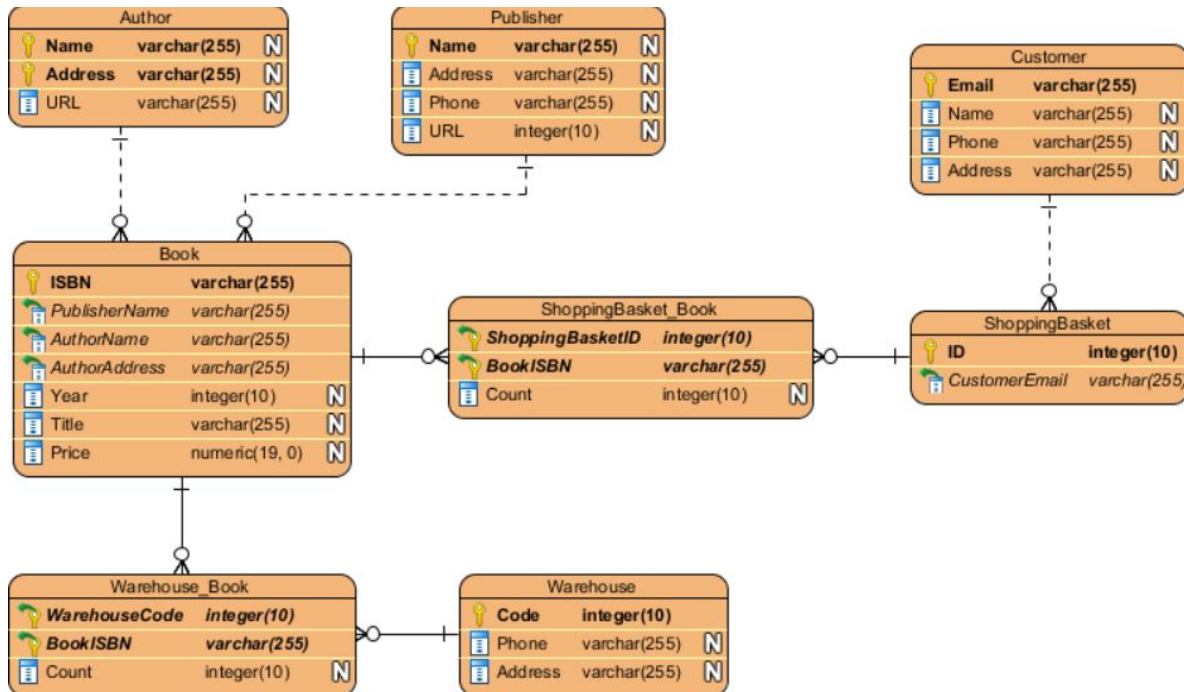 Author
Name varchar(255) N
Address varchar(255) N
URL varchar(255) N
Publisher
Name varchar(255) N
Address varchar(255) N
Phone varchar(255) N
URL integer(10) N
Customer
Email varchar(255)
Name varchar(255) N
Phone varchar(255) N
Address varchar(255) N
Book
ISBN varchar(255)
PublisherName varchar(255)
AuthorName varchar(255)
AuthorAddress varchar(255)
Year integer(10) N
Title varchar(255) N
Price numeric(19, 0) N
ShoppingBasket_Book
ShoppingBasketID integer(10)
BookISBN varchar(255)
Count integer(10) N
ShoppingBasket
ID integer(10)
CustomerEmail varchar(255)
Warehouse_Book
WarehouseCode integer(10)
BookISBN varchar(255)
Count integer(10) N
Warehouse
Code integer(10)
Phone varchar(255) N
Address varchar(255) N